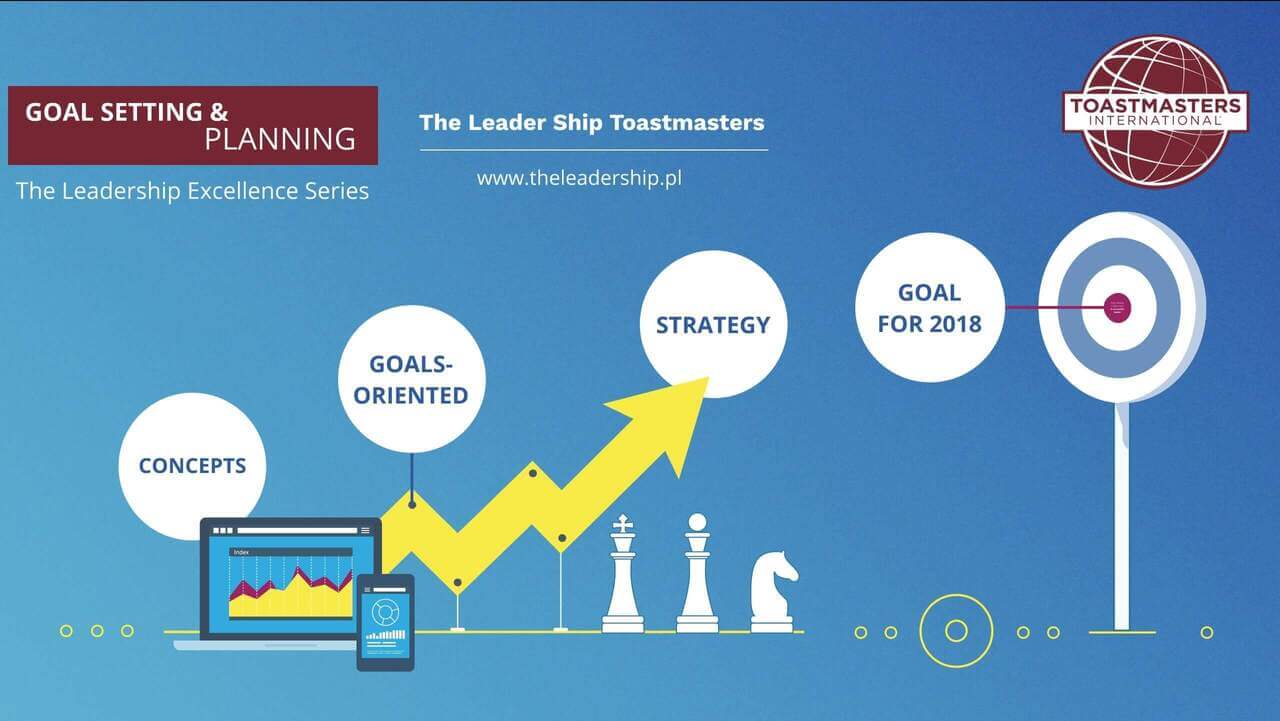 GOAL SETTING &
PLANNING
The Leadership Excellence Series
The Leader Ship Toastmasters
www.theleadership.pl
TOASTMASTERS
INTERNATIONAL
CONCEPTS
GOALS-
ORIENTED
STRATEGY
GOAL
FOR 2018
Index